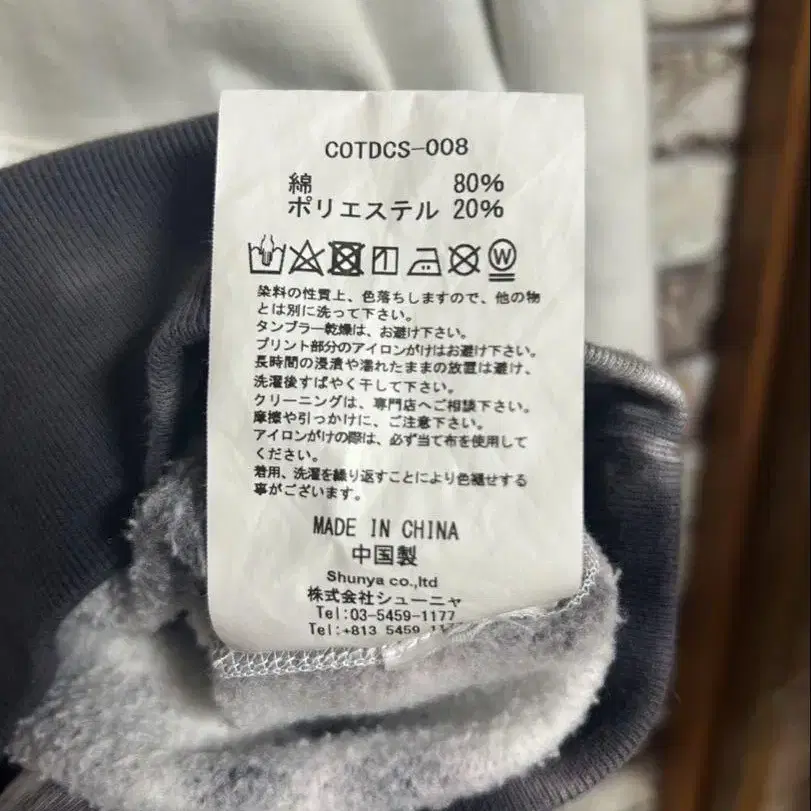 COTDCS-008
綿 80%
ポリエステル 20%
W
染料の性質上、色落ちしますので、他の物
とは別に洗って下さい。
タンブラー乾燥は、お避け下さい。
プリント部分のアイロンがけはお避け下さい。
長時間の浸漬や濡れたままの放置は避け、
洗濯後すばやく干して下さい。
クリーニングは、専門店へご相談下さい。
摩擦や引っかけに、ご注意下さい。
アイロンがけの際は、必ず当て布を使用して
ください。
着用、洗濯を繰り返すことにより色褪せする
事がございます。
MADE IN CHINA
中国製
Shunya co.,ltd
株式会社シューニャ
Tel:03-5459-1177
Tel:+813 5459